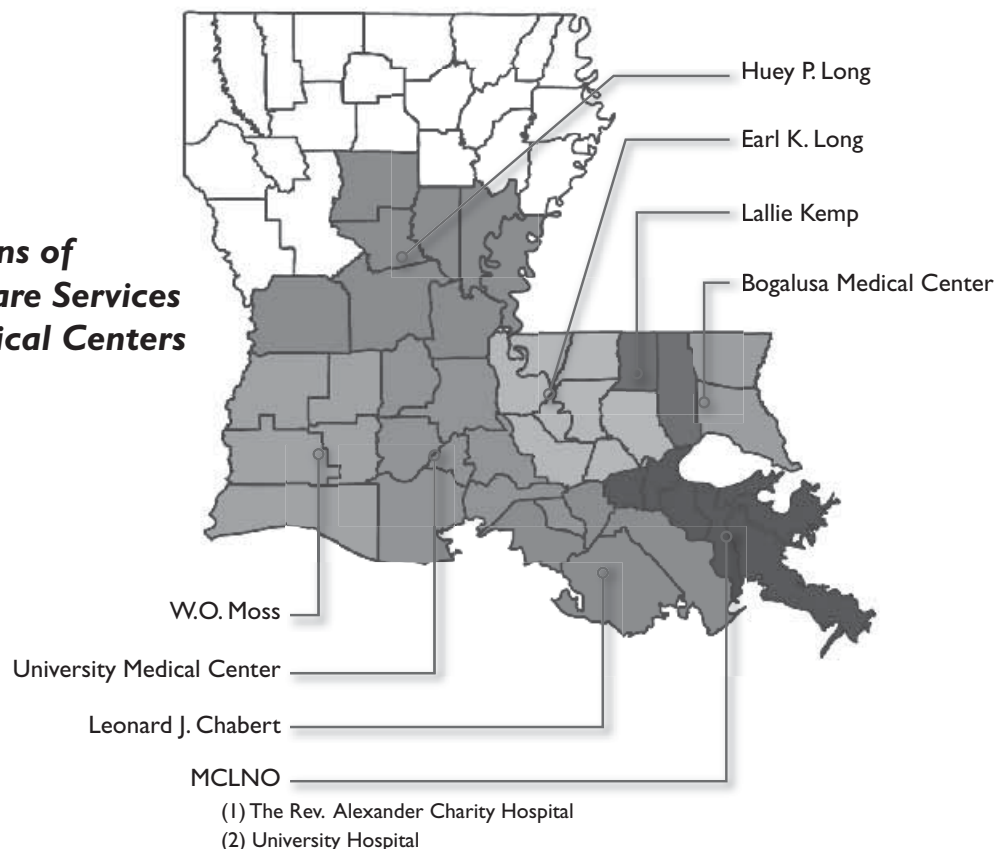 Huey P. Long
Earl K. Long
Lallie Kemp
Bogalusa Medical Center
ns of
are Services
ical Centers
W.O. Moss
University Medical Center
Leonard J. Chabert
MCLNO
(1) The Rev. Alexander Charity Hospital
(2) University Hospital